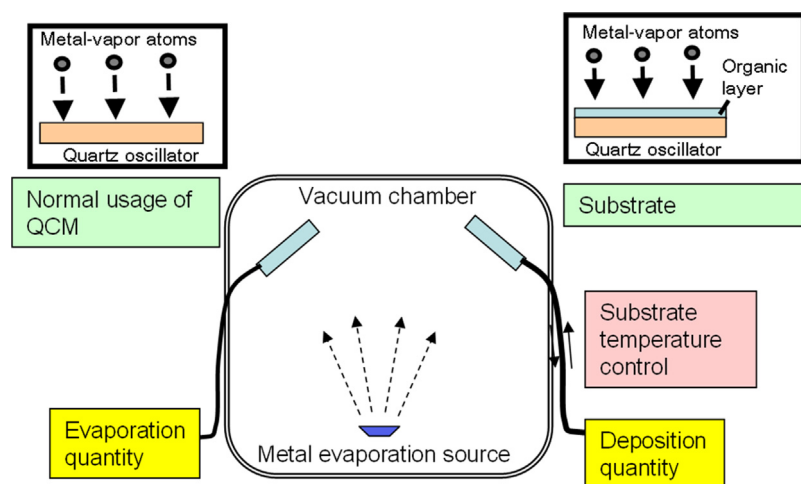 Metal-vapor atoms
Quartz oscillator
Normal usage of
QCM
Metal-vapor atoms
Organic
layer
Quartz oscillator
Substrate
Vacuum chamber
Substrate
temperature
control
Evaporation
quantity
Metal evaporation source
Deposition
quantity